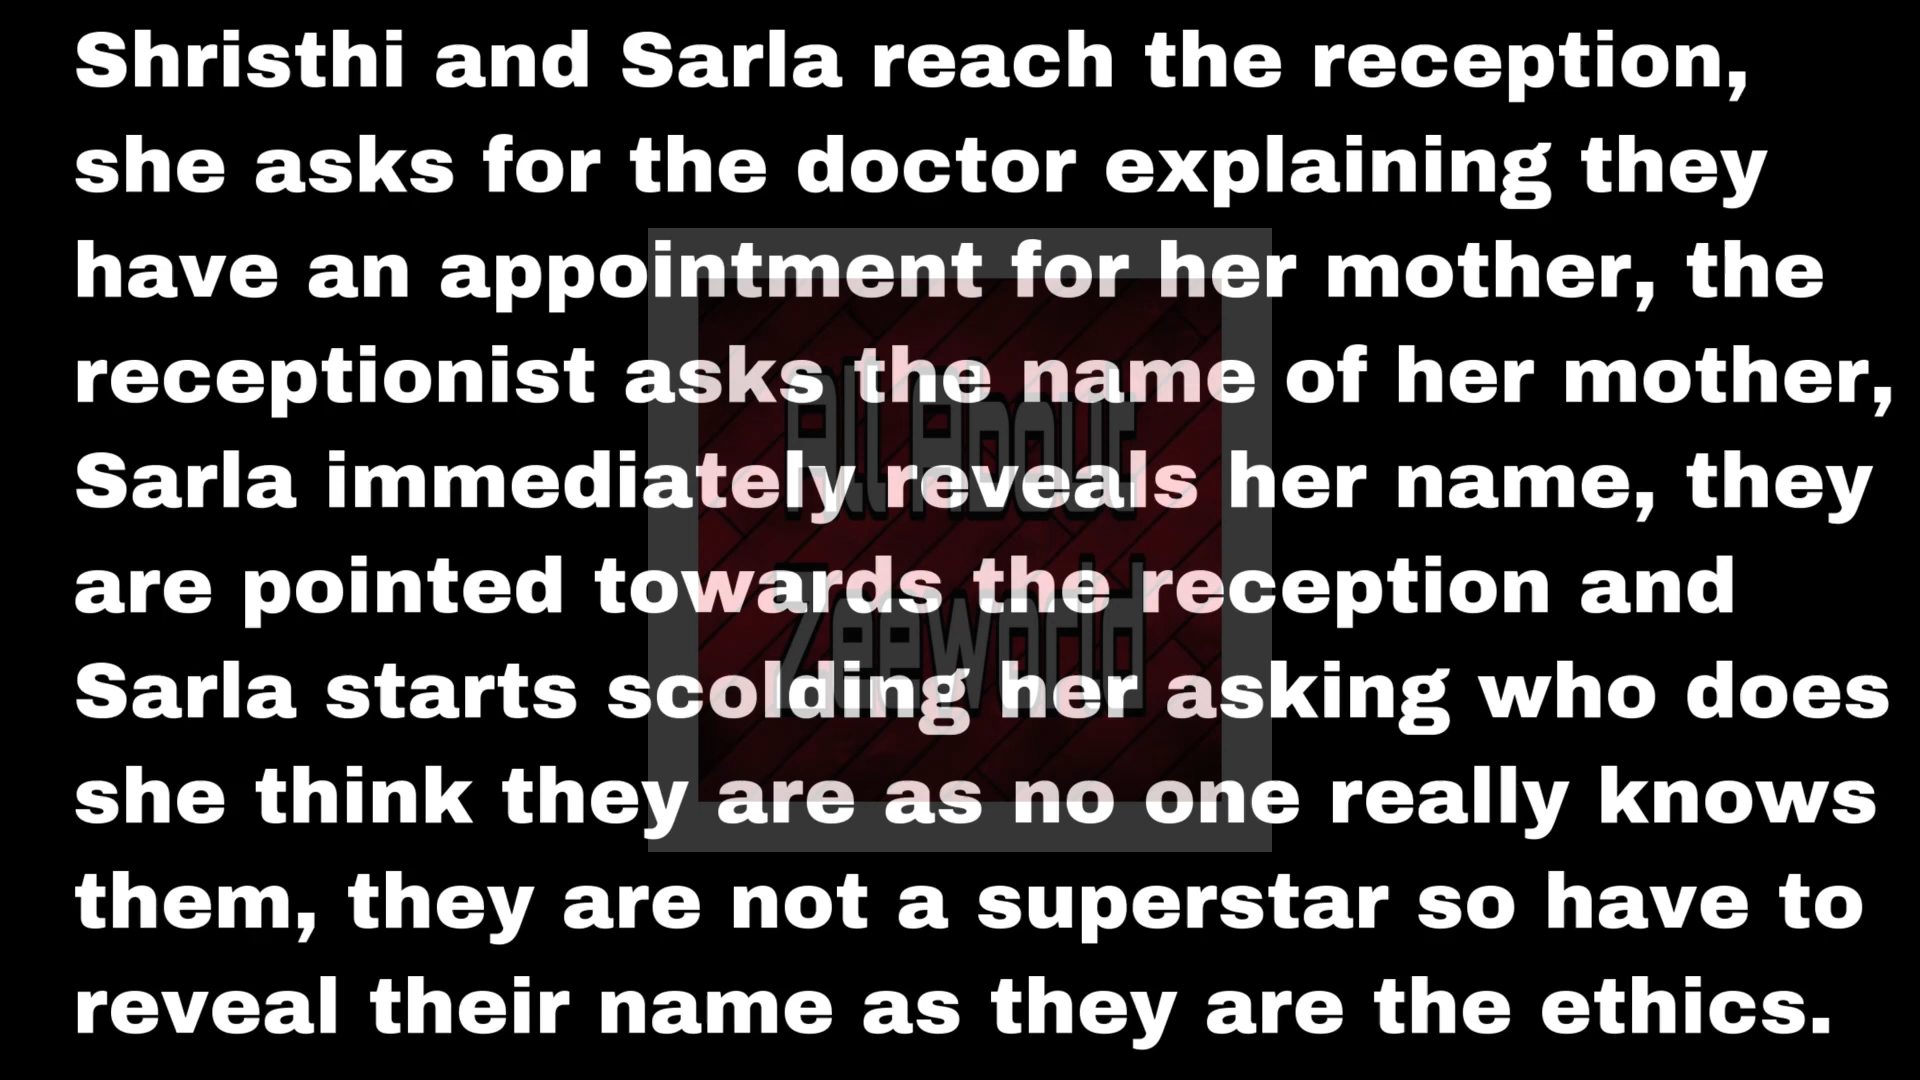 Shristhi and Sarla reach the reception,
she asks for the doctor explaining they
have an appointment for her mother, the
receptionist asks the name of her mother,
Sarla immediately reveals her name, they
are pointed towards the reception and
Sarla starts scolding her asking who does
she think they are as no one really knows
them, they are not a superstar so have to
reveal their name as they are the ethics.
All About
Zeeworld